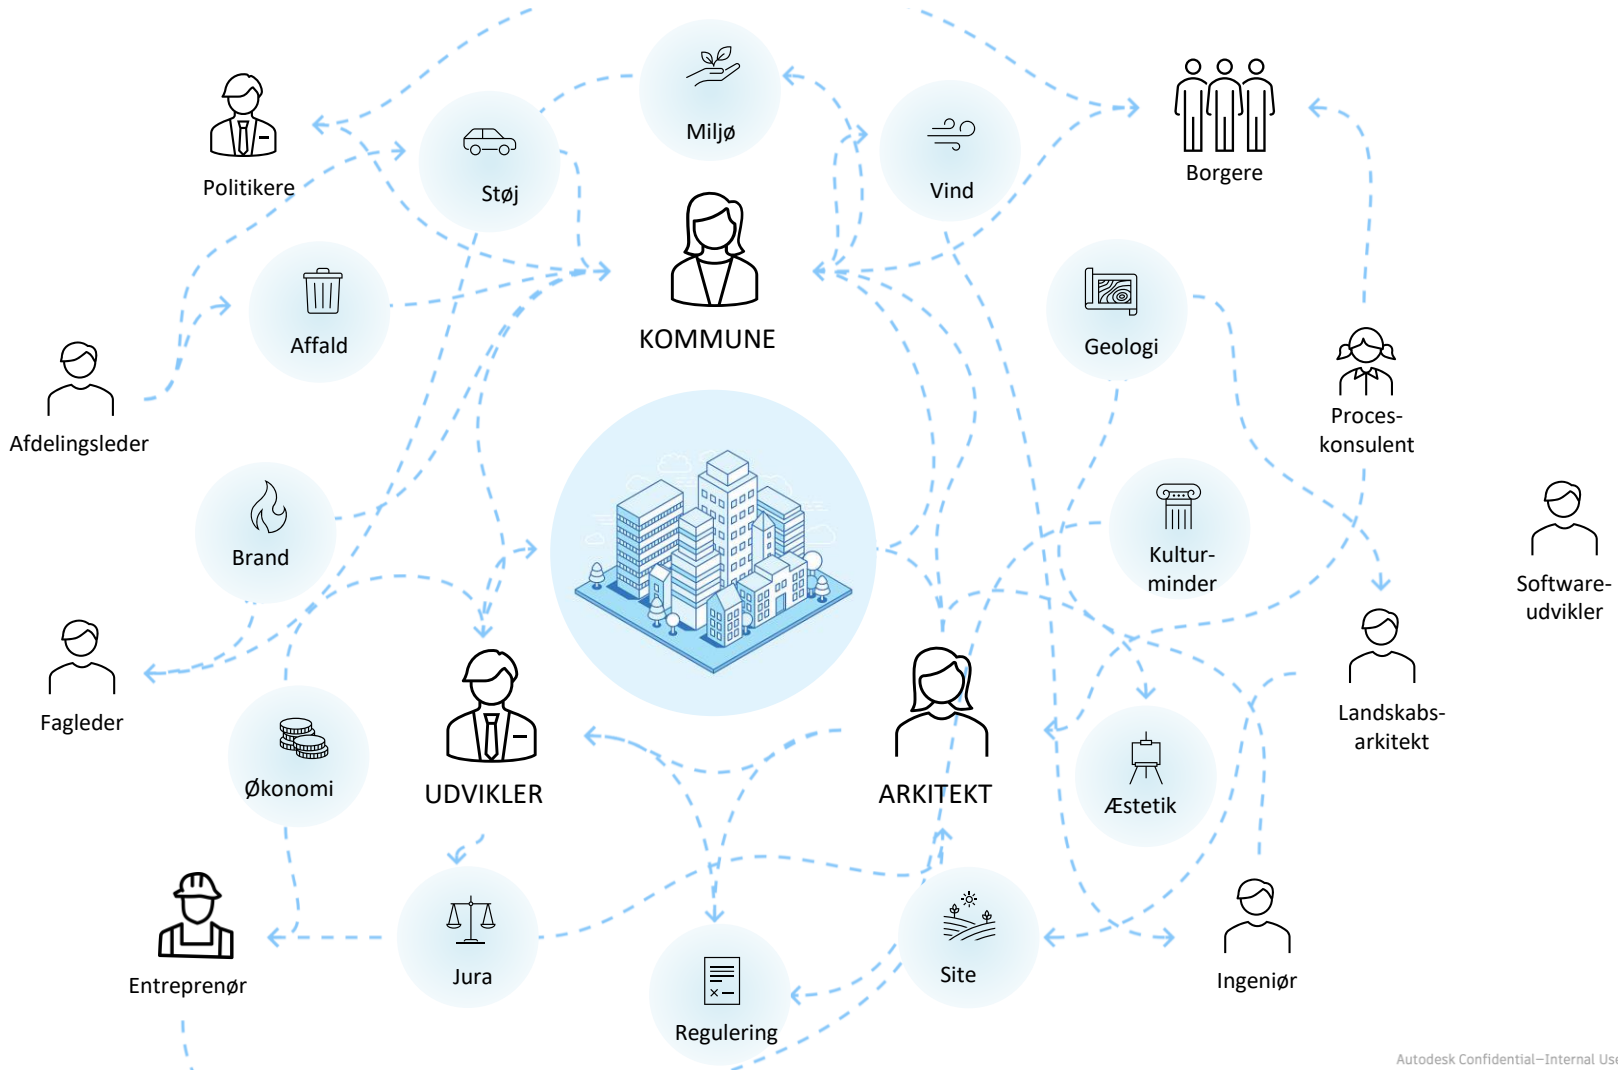 Miljø
Politikere
Støj
Vind
Borgere
Affald
KOMMUNE
Geologi
Afdelingsleder
Proces-
konsulent
Brand
Kultur-
minder
Software-
udvikler
Fagleder
Landskabs-
arkitekt
Økonomi
UDVIKLER
ARKITEKT
Æstetik
Entreprenør
Jura
Site
Ingeniør
Regulering
Autodesk Confidential—Internal Use